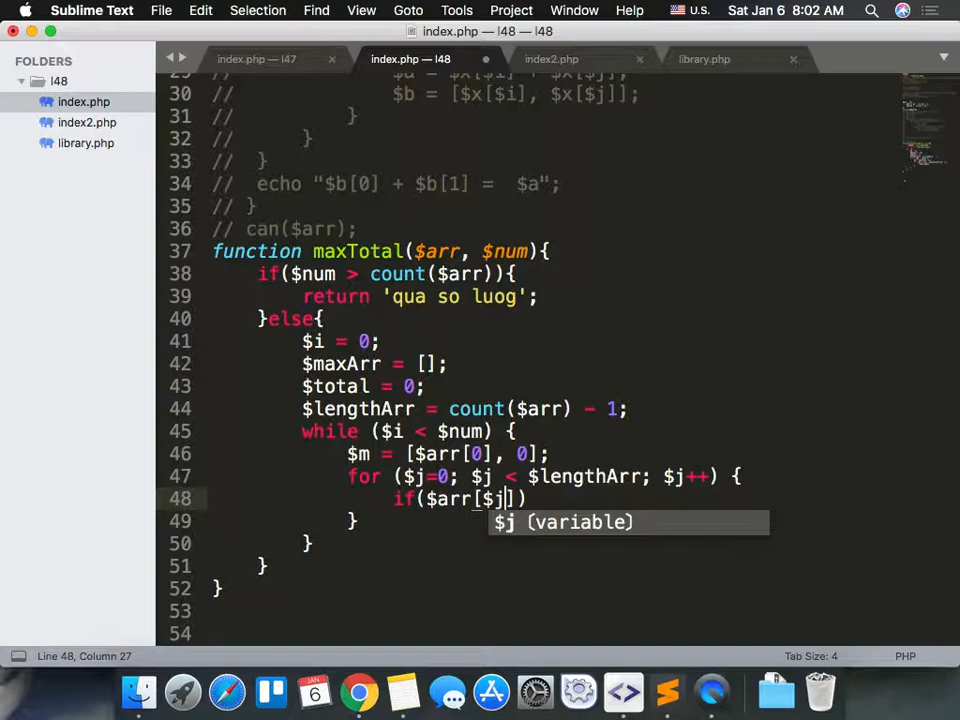 Sublime Text File Edit Selection Find View Goto Tools Project Window Help U.S. Sat Jan 6 8:02 AM
index.php — l48 — l48
FOLDERS
l48
index.php
index2.php
library.php
index.php — l47
index.php — l48
index2.php
library.php
29 // $a = $x[$i] + $x[$j];
30 // $b = [$x[$i], $x[$j]];
31 // }
32 // }
33 // }
34 // echo "$b[0] + $b[1] = $a";
35 // }
36 // can($arr);
37 function maxTotal($arr, $num){
38 if($num > count($arr)){
39 return 'qua so luog';
40 }else{
41 $i = 0;
42 $maxArr = [];
43 $total = 0;
44 $lengthArr = count($arr) - 1;
45 while ($i < $num) {
46 $m = [$arr[0], 0];
47 for ($j=0; $j < $lengthArr; $j++) {
48 if($arr[$j])
49 }
$j (variable)
50 }
51 }
52 }
53
54
Line 48, Column 27
Tab Size: 4
PHP
6